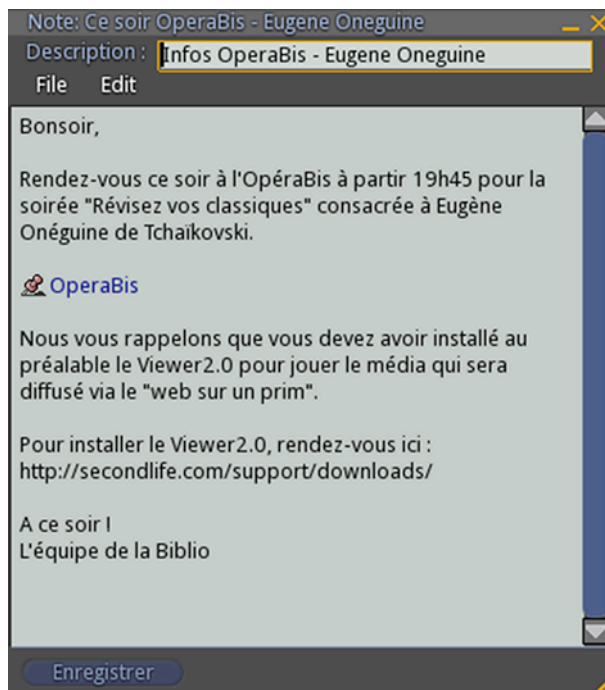 Note: Ce soir OperaBis - Eugene Oneguine
Description : Infos OperaBis - Eugene Oneguine
File Edit
Bonsoir,
Rendez-vous ce soir à l'OpéraBis à partir 19h45 pour la
soirée "Révisez vos classiques" consacrée à Eugène
Onéguine de Tchaïkovski.
OperaBis
Nous vous rappelons que vous devez avoir installé au
préalable le Viewer2.0 pour jouer le média qui sera
diffusé via le "web sur un prim".
Pour installer le Viewer2.0, rendez-vous ici :
http://secondlife.com/support/downloads/
A ce soir !
L'équipe de la Biblio
Enregistrer